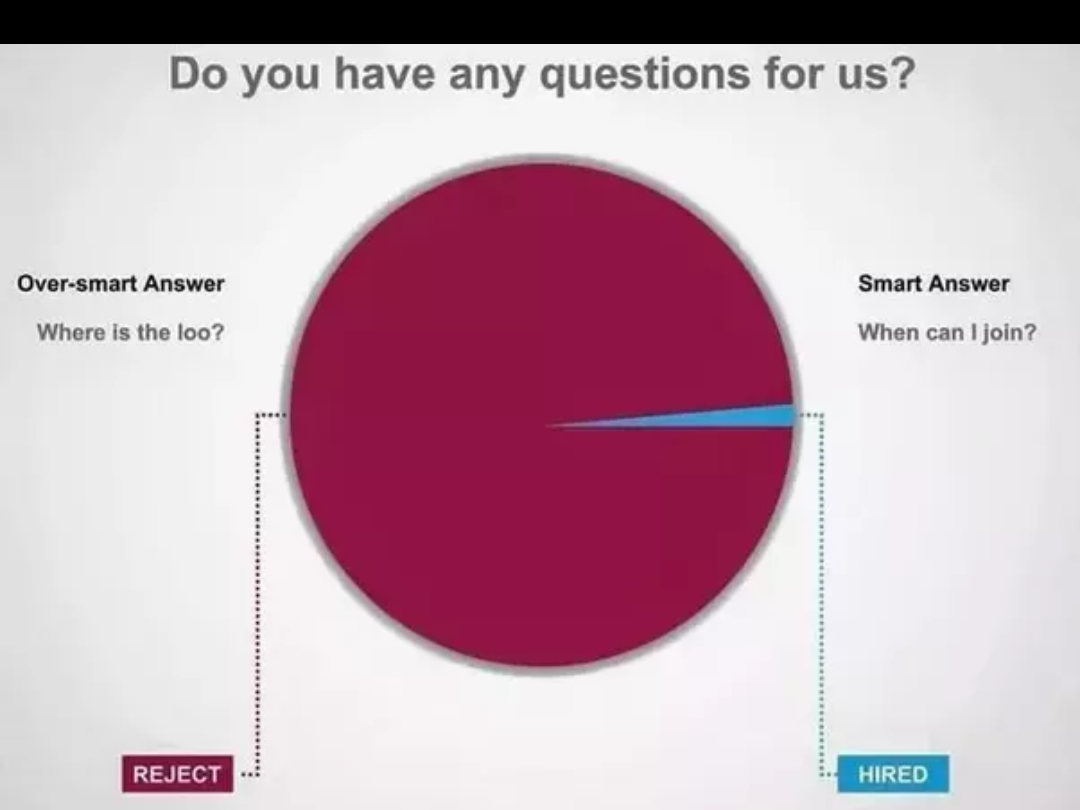 Do you have any questions for us?
Over-smart Answer
Where is the loo?
Smart Answer
When can I join?
REJECT
HIRED